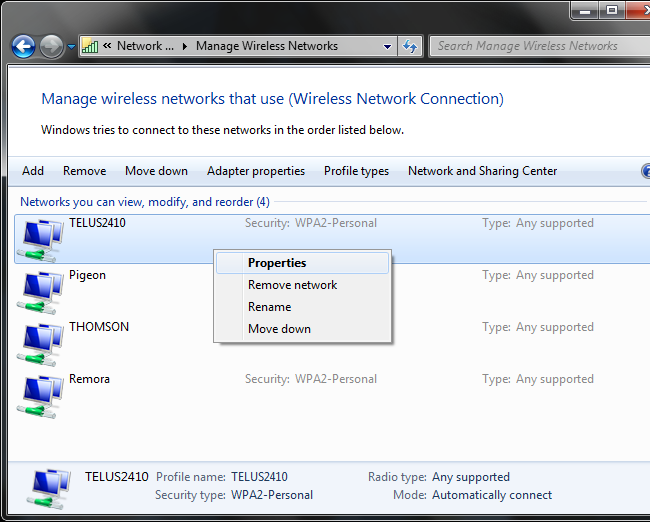 Network ... Manage Wireless Networks Search Manage Wireless Networks
Manage wireless networks that use (Wireless Network Connection)
Windows tries to connect to these networks in the order listed below.
Add Remove Move down Adapter properties Profile types Network and Sharing Center
Networks you can view, modify, and reorder (4)
TELUS2410 Security: WPA2-Personal Type: Any supported
Properties
Pigeon Type: Any supported
Remove network
Rename
THOMSON Type: Any supported
Move down
Remora Security: WPA2-Personal Type: Any supported
TELUS2410 Profile name: TELUS2410 Radio type: Any supported
Security type: WPA2-Personal Mode: Automatically connect